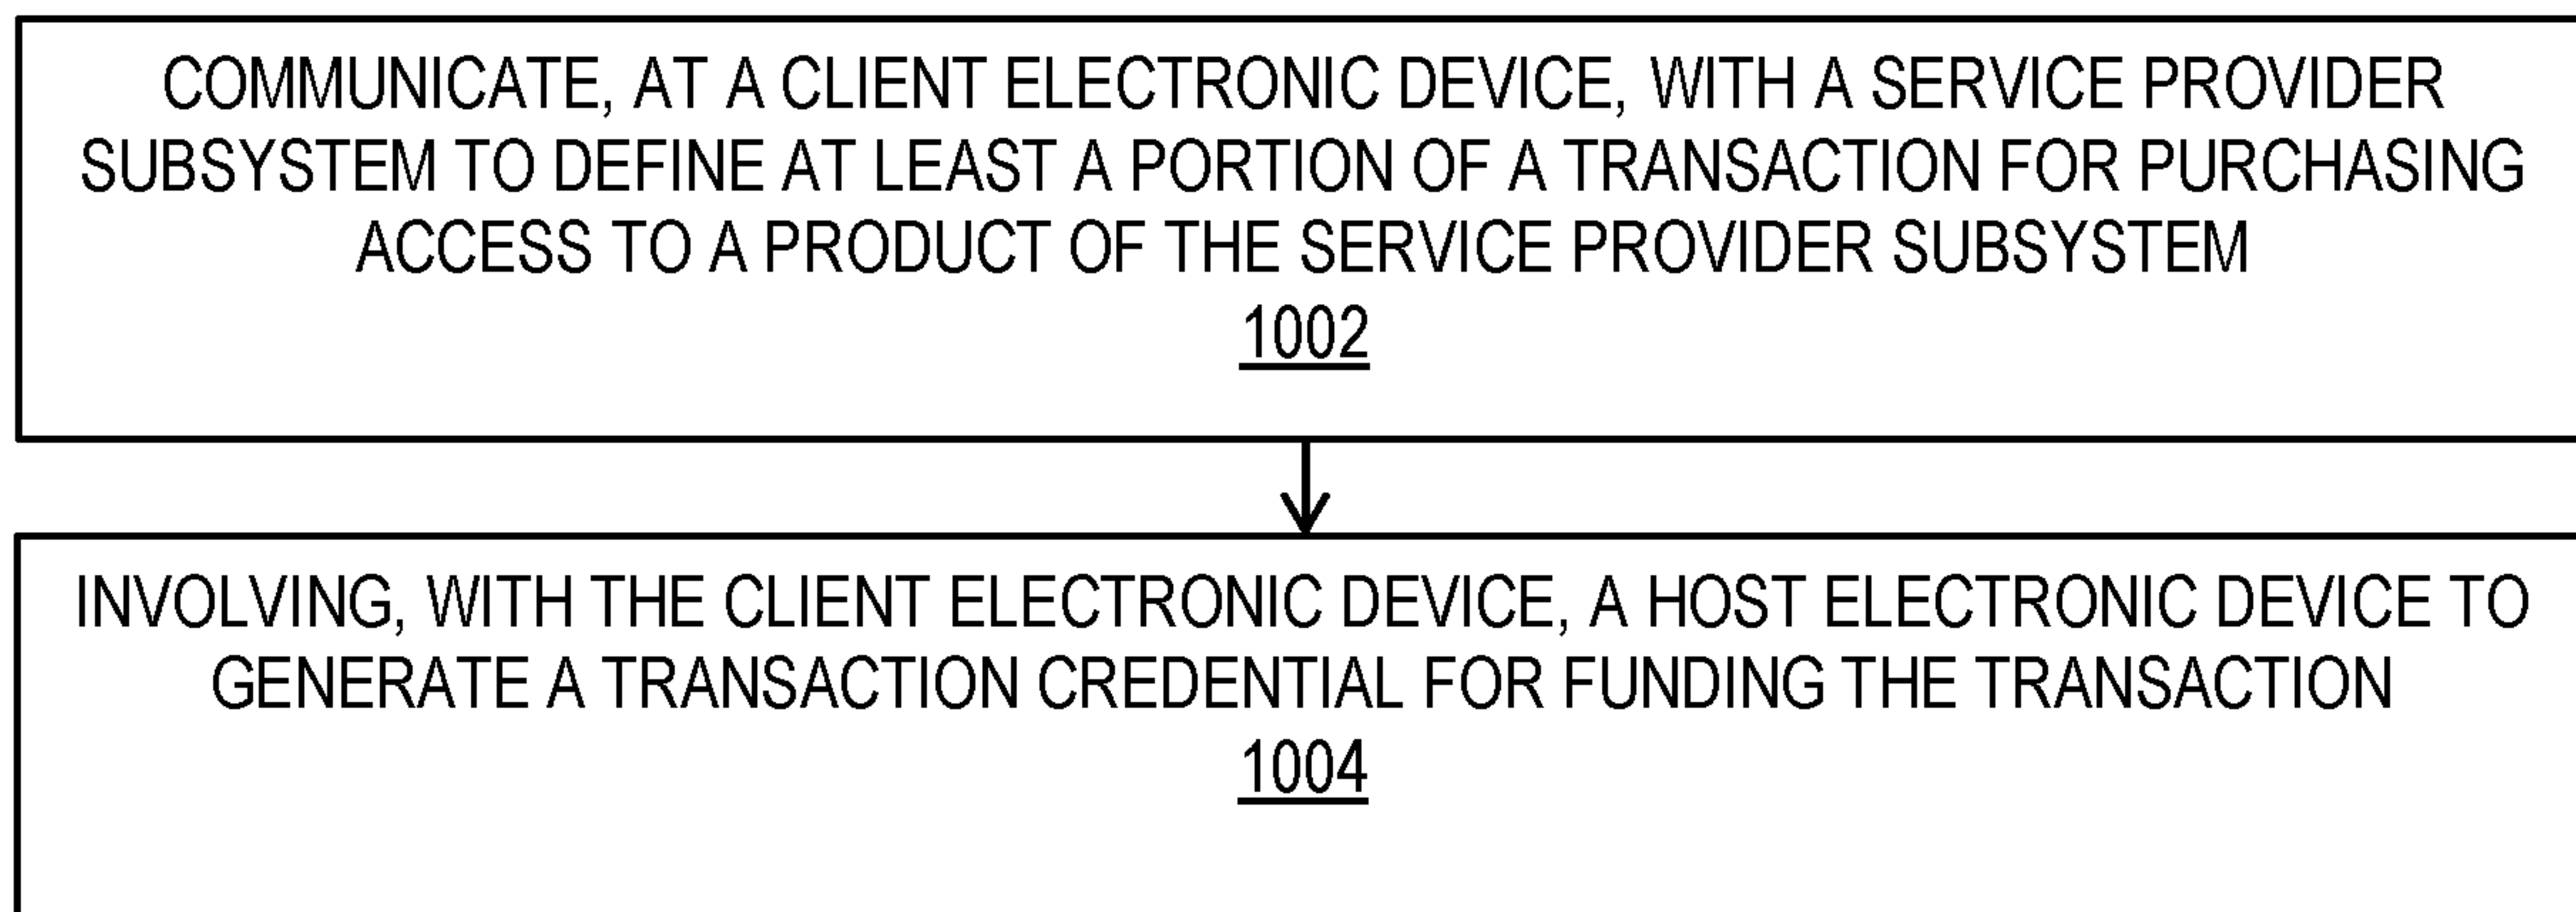 COMMUNICATE, AT A CLIENT ELECTRONIC DEVICE, WITH A SERVICE PROVIDER
SUBSYSTEM TO DEFINE AT LEAST A PORTION OF A TRANSACTION FOR PURCHASING
ACCESS TO A PRODUCT OF THE SERVICE PROVIDER SUBSYSTEM
1002
INVOLVING, WITH THE CLIENT ELECTRONIC DEVICE, A HOST ELECTRONIC DEVICE TO
GENERATE A TRANSACTION CREDENTIAL FOR FUNDING THE TRANSACTION
1004